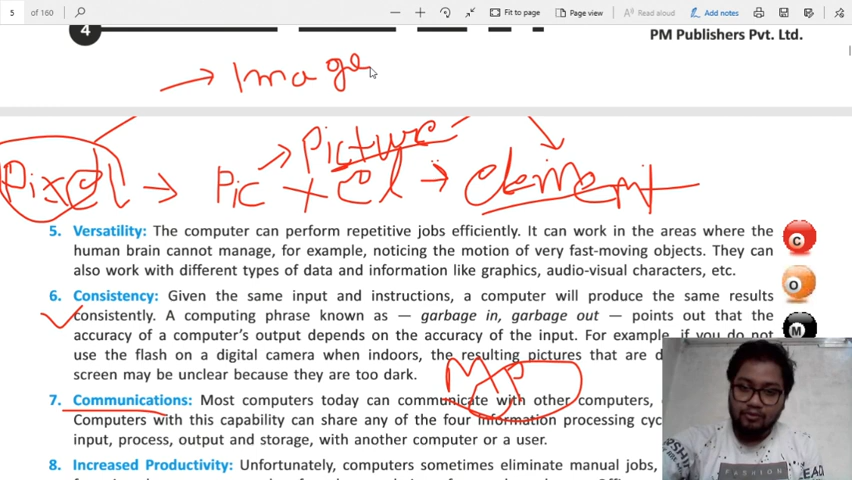 5 of 160
Fit to page
Page view
A Read aloud
Add notes
4
PM Publishers Pvt. Ltd.
→ Image
Pixel → Pic + El → element
→ Picture
5. Versatility: The computer can perform repetitive jobs efficiently. It can work in the areas where the
human brain cannot manage, for example, noticing the motion of very fast-moving objects. They can
also work with different types of data and information like graphics, audio-visual characters, etc.
6. Consistency: Given the same input and instructions, a computer will produce the same results
consistently. A computing phrase known as — garbage in, garbage out — points out that the
accuracy of a computer's output depends on the accuracy of the input. For example, if you do not
use the flash on a digital camera when indoors, the resulting pictures that are d
screen may be unclear because they are too dark.
MP
7. Communications: Most computers today can communicate with other computers,
Computers with this capability can share any of the four information processing cyc
input, process, output and storage, with another computer or a user.
8. Increased Productivity: Unfortunately, computers sometimes eliminate manual jobs,
C
O
M
FASHION